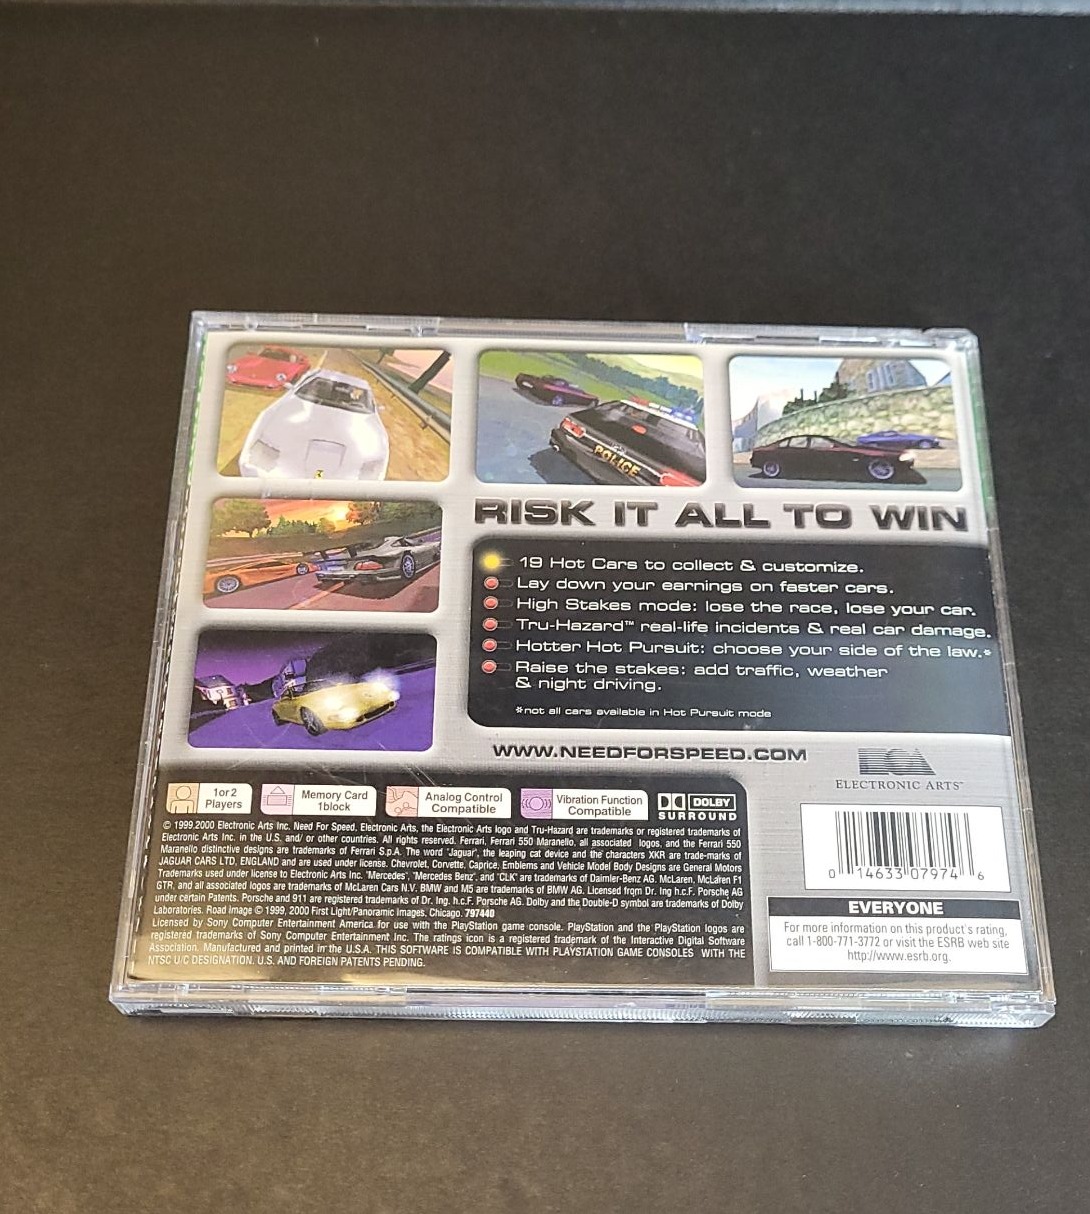 POLICE
RISK IT ALL TO WIN
19 Hot Cars to collect & customize.
Lay down your earnings on faster cars.
High Stakes mode: lose the race, lose your car.
Tru-Hazard™ real-life incidents & real car damage.
Hotter Hot Pursuit: choose your side of the law.*
Raise the stakes: add traffic, weather
& night driving.
*not all cars available in Hot Pursuit mode
WWW.NEEDFORSPEED.COM
ELECTRONIC ARTS™
1 or 2
Players
Memory Card
1block
Analog Control
Compatible
Vibration Function
Compatible
DOLBY
SURROUND
© 1999,2000 Electronic Arts Inc. Need For Speed, Electronic Arts, the Electronic Arts logo and Tru-Hazard are trademarks or registered trademarks of
Electronic Arts Inc. in the U.S. and/ or other countries. All rights reserved. Ferrari, Ferrari 550 Maranello, all associated logos, and the Ferrari 550
Maranello distinctive designs are trademarks of Ferrari S.p.A. The word "Jaguar", the leaping cat device and the characters XKR are trade-marks of
JAGUAR CARS LTD, ENGLAND and are used under license. Chevrolet, Corvette, Caprice, Emblems and Vehicle Model Body Designs are General Motors
Trademarks used under license to Electronic Arts Inc. "Mercedes", "Mercedes Benz", and "CLK" are trademarks of Daimler-Benz AG. McLaren, McLaren F1
GTR, and all associated logos are trademarks of McLaren Cars N.V. BMW and M5 are trademarks of BMW AG. Licensed from Dr. Ing h.c.F. Porsche AG
under certain Patents. Porsche and 911 are registered trademarks of Dr. Ing. h.c.F. Porsche AG. Dolby and the Double-D symbol are trademarks of Dolby
Laboratories. Road Image © 1999, 2000 First Light/Panoramic Images, Chicago. 797440
Licensed by Sony Computer Entertainment America for use with the PlayStation game console. PlayStation and the PlayStation logos are
registered trademarks of Sony Computer Entertainment Inc. The ratings icon is a registered trademark of the Interactive Digital Software
Association. Manufactured and printed in the U.S.A. THIS SOFTWARE IS COMPATIBLE WITH PLAYSTATION GAME CONSOLES WITH THE
NTSC U/C DESIGNATION. U.S. AND FOREIGN PATENTS PENDING.
0 14633 07974 6
EVERYONE
For more information on this product's rating,
call 1-800-771-3772 or visit the ESRB web site
http://www.esrb.org.